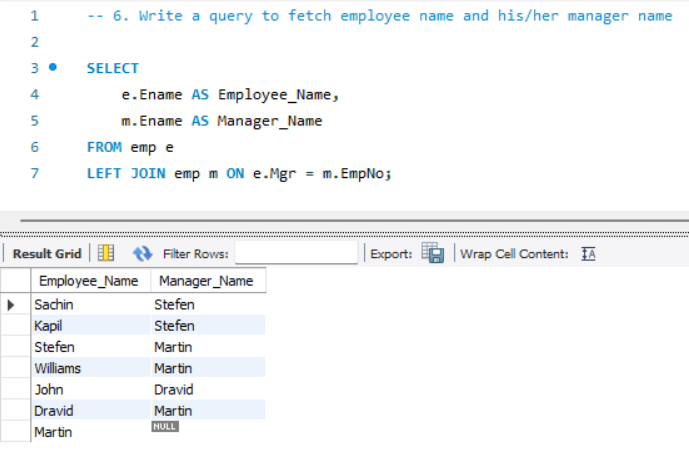 1 -- 6. Write a query to fetch employee name and his/her manager name
2
3 SELECT
4 e.Ename AS Employee_Name,
5 m.Ename AS Manager_Name
6 FROM emp e
7 LEFT JOIN emp m ON e.Mgr = m.EmpNo;
Result Grid Filter Rows: Export: Wrap Cell Content: IA
Employee_Name Manager_Name
Sachin Stefen
Kapil Stefen
Stefen Martin
Williams Martin
John Dravid
Dravid Martin
Martin NULL